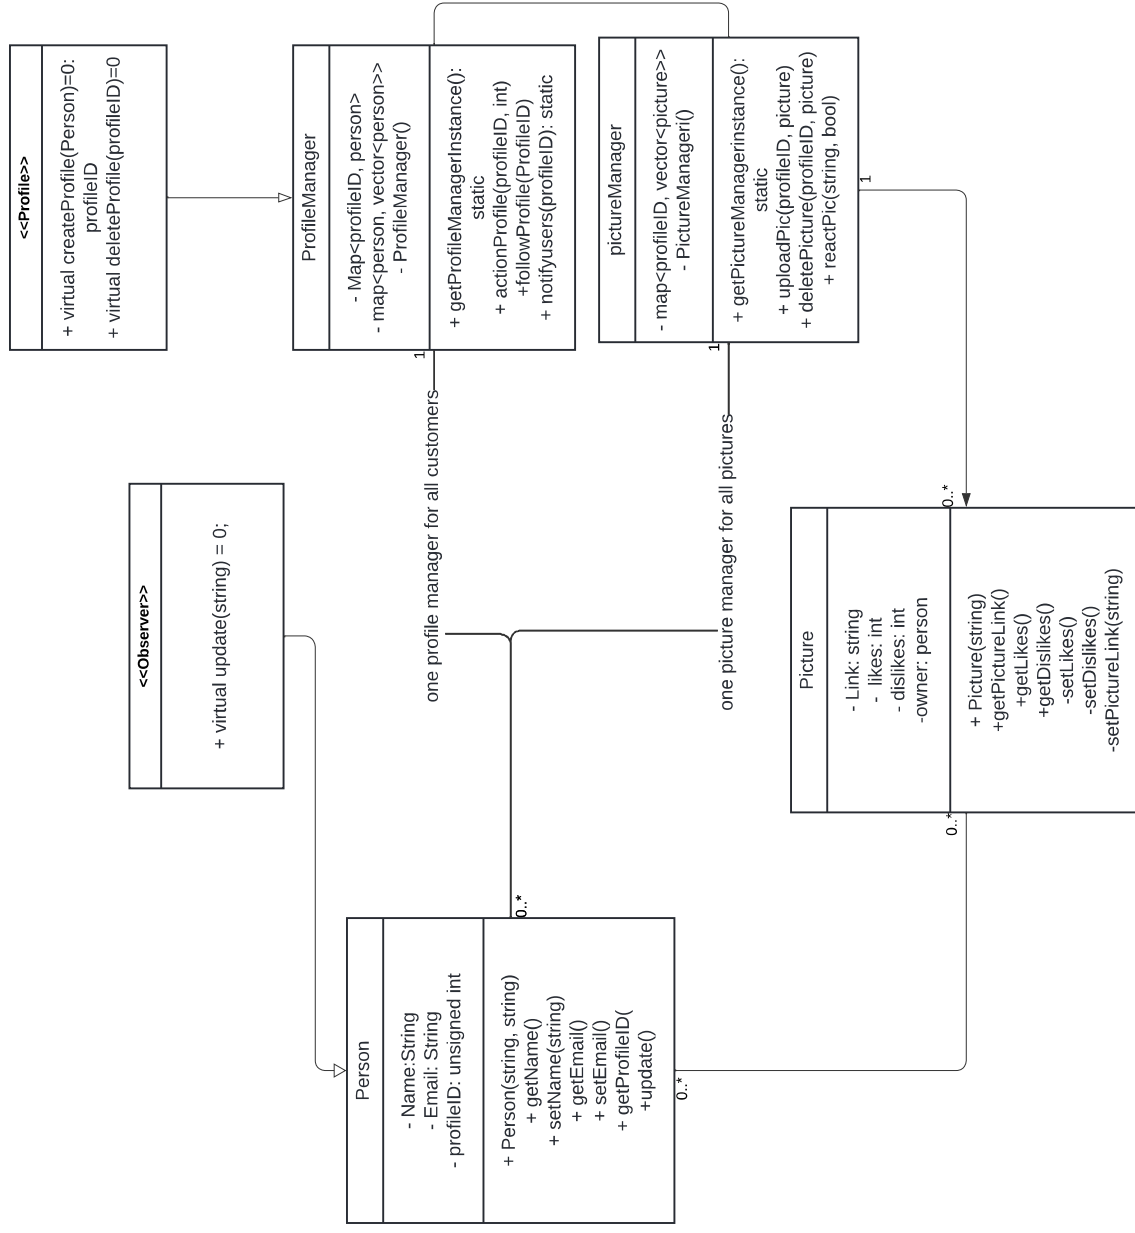 <<Profile>>
+ virtual createProfile(Person)=0:
profileID
+ virtual deleteProfile(profileID)=0
ProfileManager
- Map<profileID, person>
- map<person, vector<person>>
- ProfileManager()
+ getProfileManagerInstance():
static
+ actionProfile(profileID, int)
+followProfile(ProfileID)
+ notifyusers(profileID): static
pictureManager
- map<profileID, vector<picture>>
- PictureManageri()
+ getPictureManagerinstance():
static
+ uploadPic(profileID, picture)
+ deletePicture(profileID, picture)
+ reactPic(string, bool)
1
1
1
one profile manager for all customers
one picture manager for all pictures
<<Observer>>
+ virtual update(string) = 0;
0..*
Picture
- Link: string
- likes: int
- dislikes: int
-owner: person
+ Picture(string)
+getPictureLink()
+getLikes()
+getDislikes()
-setLikes()
-setDislikes()
-setPictureLink(string)
0..*
0..*
Person
- Name:String
- Email: String
- profileID: unsigned int
+ Person(string, string)
+ getName()
+ setName(string)
+ getEmail()
+ setEmail()
+ getProfileID(
+update()
0..*